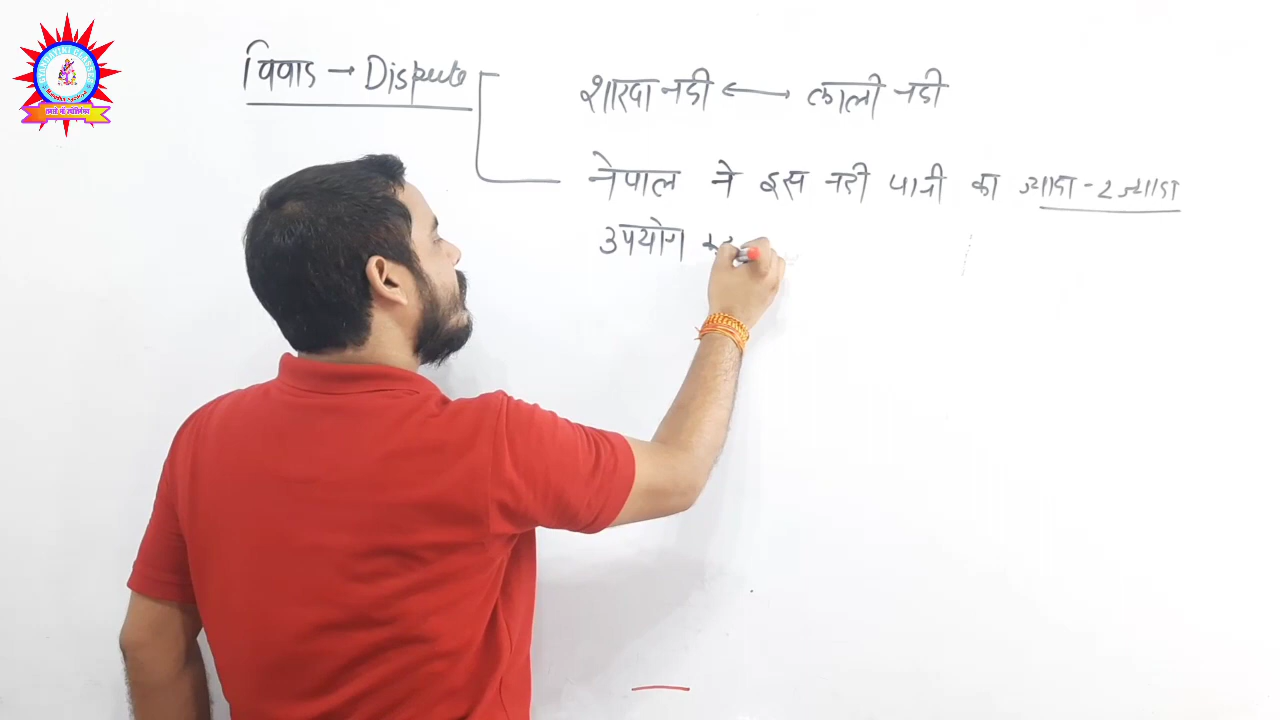 विवाद → Dispute
शारदा नदी ⟷ काली नदी
नेपाल ने इस नदी पानी का ज्यादा - 2 ज्यादा
उपयोग